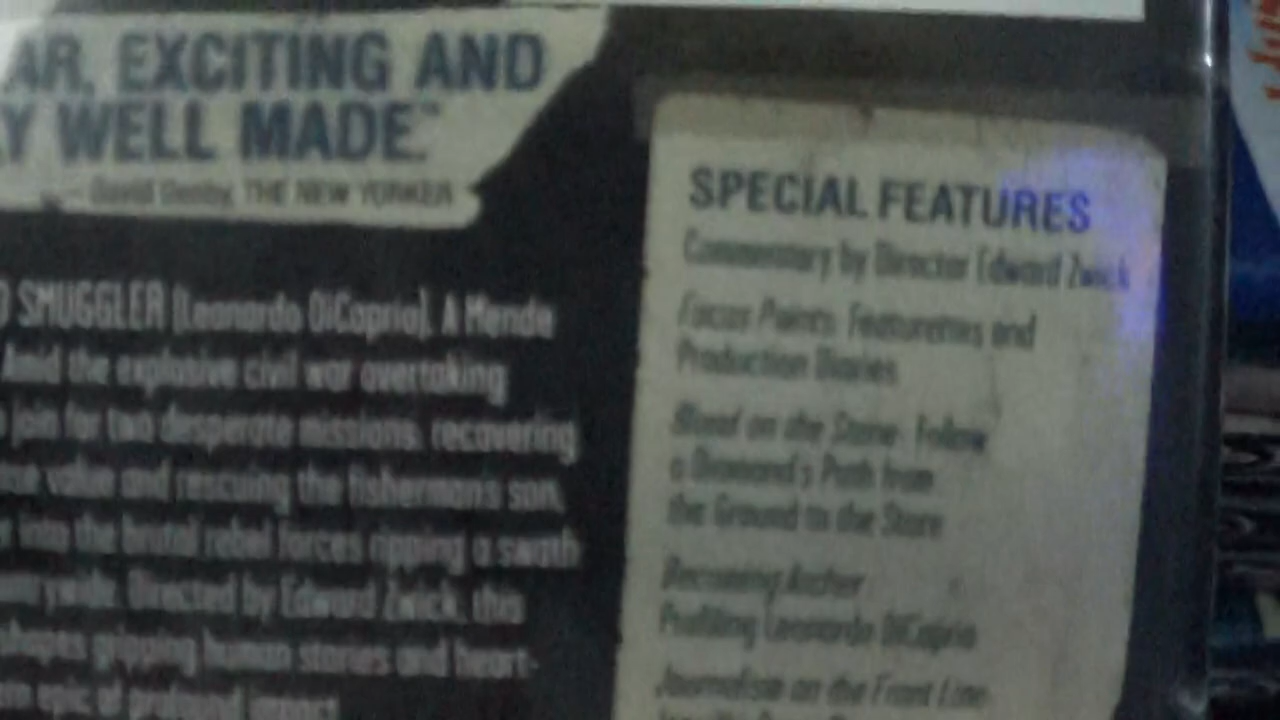 AR, EXCITING AND
Y WELL MADE."
— David Denby, THE NEW YORKER
SMUGGLER (Leonardo DiCaprio). A Mende
Amid the explosive civil war overtaking
join for two desperate missions: recovering
value and rescuing the fisherman's son,
into the brutal rebel forces ripping a swath
Directed by Edward Zwick, this
gripping human stories and heart-
epic of profound impact
SPECIAL FEATURES
Commentary by Director Edward Zwick
Focus Points: Featurettes and
Production Diaries
Blood on the Stone: Follow
a Diamond's Path from
the Ground to the Store
Becoming Archer
Profiling Leonardo DiCaprio
Journalism on the Front Line